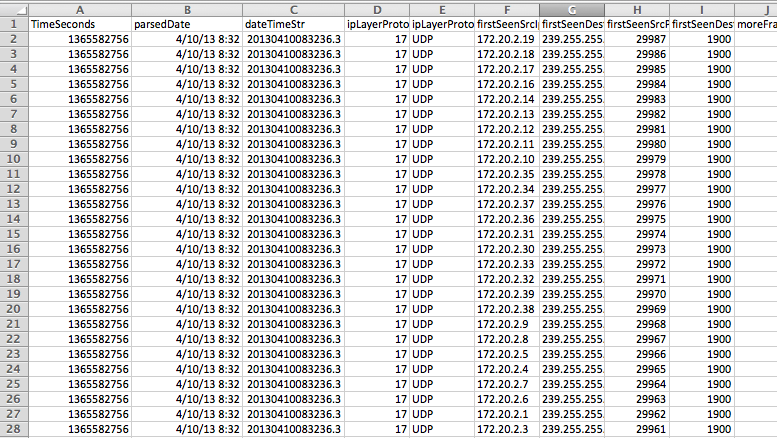 A B C D E F G H I J
1 TimeSeconds parsedDate dateTimeStr ipLayerProto ipLayerProto firstSeenSrcI firstSeenDes firstSeenSrcP firstSeenDes moreFra
2 1365582756 4/10/13 8:32 20130410083236.3 17 UDP 172.20.2.19 239.255.255. 29987 1900
3 1365582756 4/10/13 8:32 20130410083236.3 17 UDP 172.20.2.18 239.255.255. 29986 1900
4 1365582756 4/10/13 8:32 20130410083236.3 17 UDP 172.20.2.17 239.255.255. 29985 1900
5 1365582756 4/10/13 8:32 20130410083236.3 17 UDP 172.20.2.16 239.255.255. 29984 1900
6 1365582756 4/10/13 8:32 20130410083236.3 17 UDP 172.20.2.14 239.255.255. 29983 1900
7 1365582756 4/10/13 8:32 20130410083236.3 17 UDP 172.20.2.13 239.255.255. 29982 1900
8 1365582756 4/10/13 8:32 20130410083236.3 17 UDP 172.20.2.12 239.255.255. 29981 1900
9 1365582756 4/10/13 8:32 20130410083236.3 17 UDP 172.20.2.11 239.255.255. 29980 1900
10 1365582756 4/10/13 8:32 20130410083236.3 17 UDP 172.20.2.10 239.255.255. 29979 1900
11 1365582756 4/10/13 8:32 20130410083236.3 17 UDP 172.20.2.35 239.255.255. 29978 1900
12 1365582756 4/10/13 8:32 20130410083236.3 17 UDP 172.20.2.34 239.255.255. 29977 1900
13 1365582756 4/10/13 8:32 20130410083236.3 17 UDP 172.20.2.37 239.255.255. 29976 1900
14 1365582756 4/10/13 8:32 20130410083236.3 17 UDP 172.20.2.36 239.255.255. 29975 1900
15 1365582756 4/10/13 8:32 20130410083236.3 17 UDP 172.20.2.31 239.255.255. 29974 1900
16 1365582756 4/10/13 8:32 20130410083236.3 17 UDP 172.20.2.30 239.255.255. 29973 1900
17 1365582756 4/10/13 8:32 20130410083236.3 17 UDP 172.20.2.33 239.255.255. 29972 1900
18 1365582756 4/10/13 8:32 20130410083236.3 17 UDP 172.20.2.32 239.255.255. 29971 1900
19 1365582756 4/10/13 8:32 20130410083236.3 17 UDP 172.20.2.39 239.255.255. 29970 1900
20 1365582756 4/10/13 8:32 20130410083236.3 17 UDP 172.20.2.38 239.255.255. 29969 1900
21 1365582756 4/10/13 8:32 20130410083236.3 17 UDP 172.20.2.9 239.255.255. 29968 1900
22 1365582756 4/10/13 8:32 20130410083236.3 17 UDP 172.20.2.8 239.255.255. 29967 1900
23 1365582756 4/10/13 8:32 20130410083236.3 17 UDP 172.20.2.5 239.255.255. 29966 1900
24 1365582756 4/10/13 8:32 20130410083236.3 17 UDP 172.20.2.4 239.255.255. 29965 1900
25 1365582756 4/10/13 8:32 20130410083236.3 17 UDP 172.20.2.7 239.255.255. 29964 1900
26 1365582756 4/10/13 8:32 20130410083236.3 17 UDP 172.20.2.6 239.255.255. 29963 1900
27 1365582756 4/10/13 8:32 20130410083236.3 17 UDP 172.20.2.1 239.255.255. 29962 1900
28 1365582756 4/10/13 8:32 20130410083236.3 17 UDP 172.20.2.3 239.255.255. 29961 1900